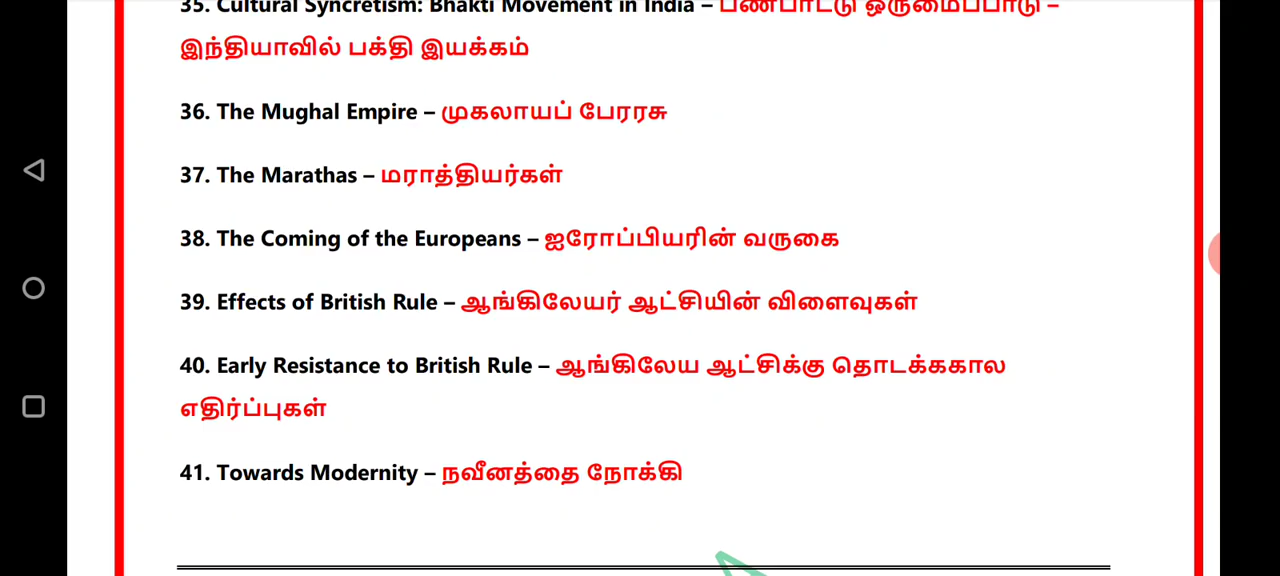 35. Cultural Syncretism: Bhakti Movement in India – பண்பாட்டு ஒருமைப்பாடு –
இந்தியாவில் பக்தி இயக்கம்
36. The Mughal Empire – முகலாயப் பேரரசு
37. The Marathas – மராத்தியர்கள்
38. The Coming of the Europeans – ஐரோப்பியரின் வருகை
39. Effects of British Rule – ஆங்கிலேயர் ஆட்சியின் விளைவுகள்
40. Early Resistance to British Rule – ஆங்கிலேய ஆட்சிக்கு தொடக்ககால
எதிர்ப்புகள்
41. Towards Modernity – நவீனத்தை நோக்கி